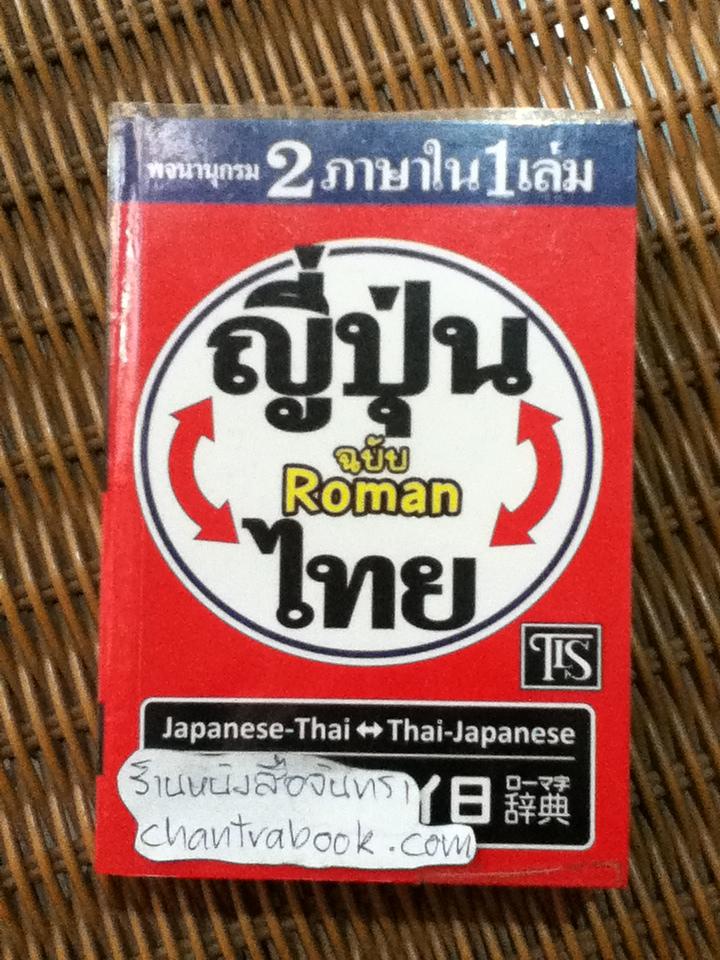 พจนานุกรม 2 ภาษาใน 1 เล่ม
ญี่ปุ่น
ฉบับ
Roman
ไทย
TLS
Japanese-Thai ↔ Thai-Japanese
日 ローマ字 辞典
ร้านหนังสือจันทรา
chantrabook.com